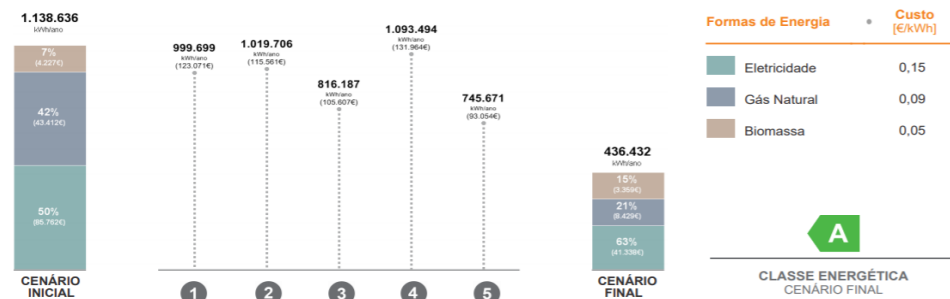 1.138.636
kWh/ano
7%
(4.227€)
42%
(43.412€)
50%
(85.762€)
CENÁRIO
INICIAL
999.699
kWh/ano
(123.071€)
1
1.019.706
kWh/ano
(115.561€)
2
816.187
kWh/ano
(105.607€)
3
1.093.494
kWh/ano
(131.964€)
4
745.671
kWh/ano
(93.054€)
5
436.432
kWh/ano
15%
21%
(8.429€)
63%
CENÁRIO
FINAL
Formas de Energia • Custo
[€/kWh]
Eletricidade 0,15
Gás Natural 0,09
Biomassa 0,05
A
CLASSE ENERGÉTICA
CENÁRIO FINAL